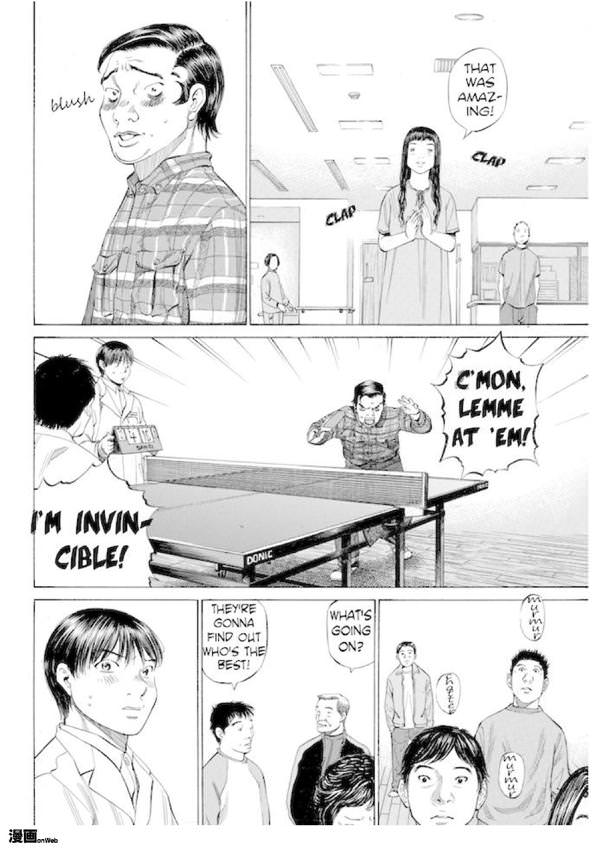 blush
THAT
WAS
AMAZ-
ING!
CLAP
CLAP
C'MON,
LEMME
AT 'EM!
I'M INVIN-
CIBLE!
DONIC
THEY'RE
GONNA
FIND OUT
WHO'S THE
BEST!
WHAT'S
GOING
ON?
murmur
chatter
murmur
漫画onWeb